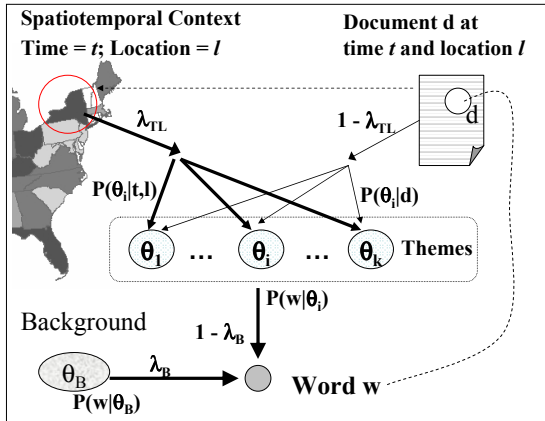 Spatiotemporal Context
Time = t; Location = l
Document d at
time t and location l
d
λTL
1 - λTL
P(θi|t,l)
P(θi|d)
θ1 ... θi ... θk Themes
P(w|θi)
Background
1 - λB
θB
λB
Word w
P(w|θB)